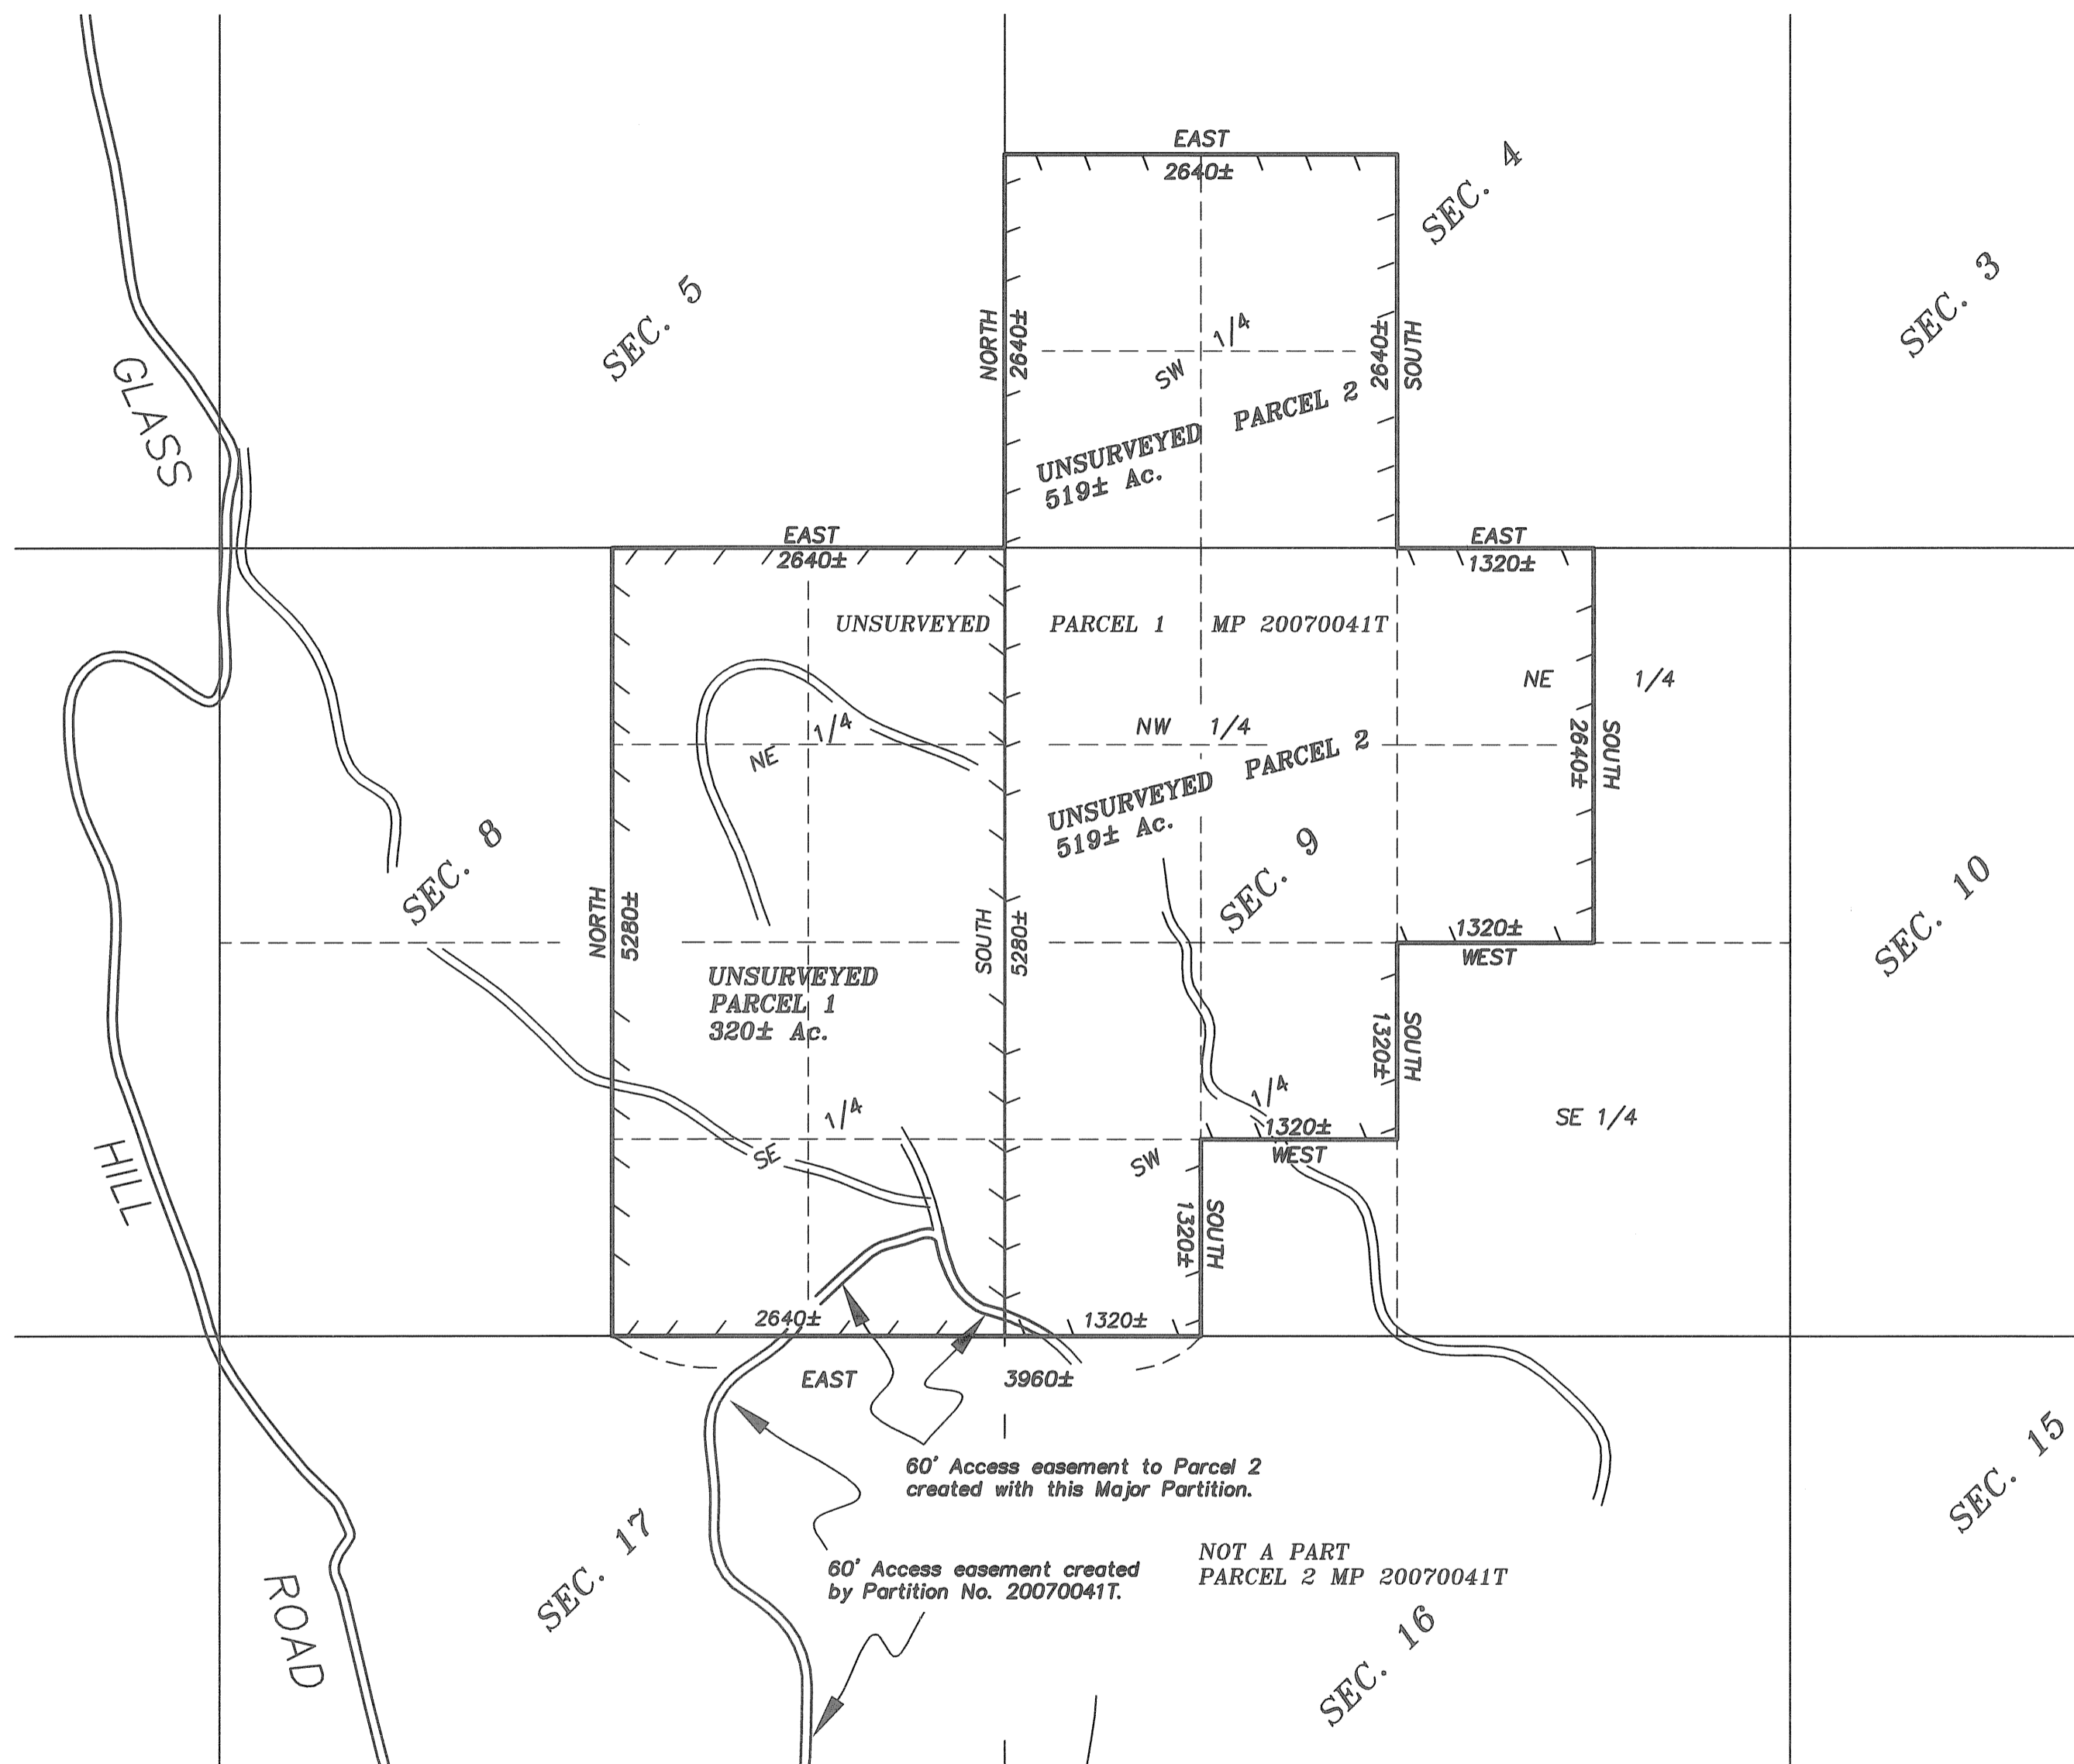 EAST
2640±
SEC. 4
SEC. 5
SEC. 3
NORTH
2640±
2640±
SOUTH
SW 1/4
GLASS
UNSURVEYED PARCEL 2
519± Ac.
EAST
2640±
EAST
1320±
UNSURVEYED PARCEL 1 MP 20070041T
NE 1/4
NE 1/4
NW 1/4
2640±
SOUTH
UNSURVEYED PARCEL 2
519± Ac.
SEC. 8
SEC. 9
SEC. 10
NORTH
5280±
SOUTH
5280±
1320±
WEST
UNSURVEYED
PARCEL 1
320± Ac.
1320±
SOUTH
SE 1/4
SW 1/4
1320±
WEST
SE 1/4
HILL
1320±
SOUTH
2640±
1320±
EAST 3960±
60' Access easement to Parcel 2
created with this Major Partition.
SEC. 15
SEC. 17
60' Access easement created
by Partition No. 20070041T.
NOT A PART
PARCEL 2 MP 20070041T
ROAD
SEC. 16